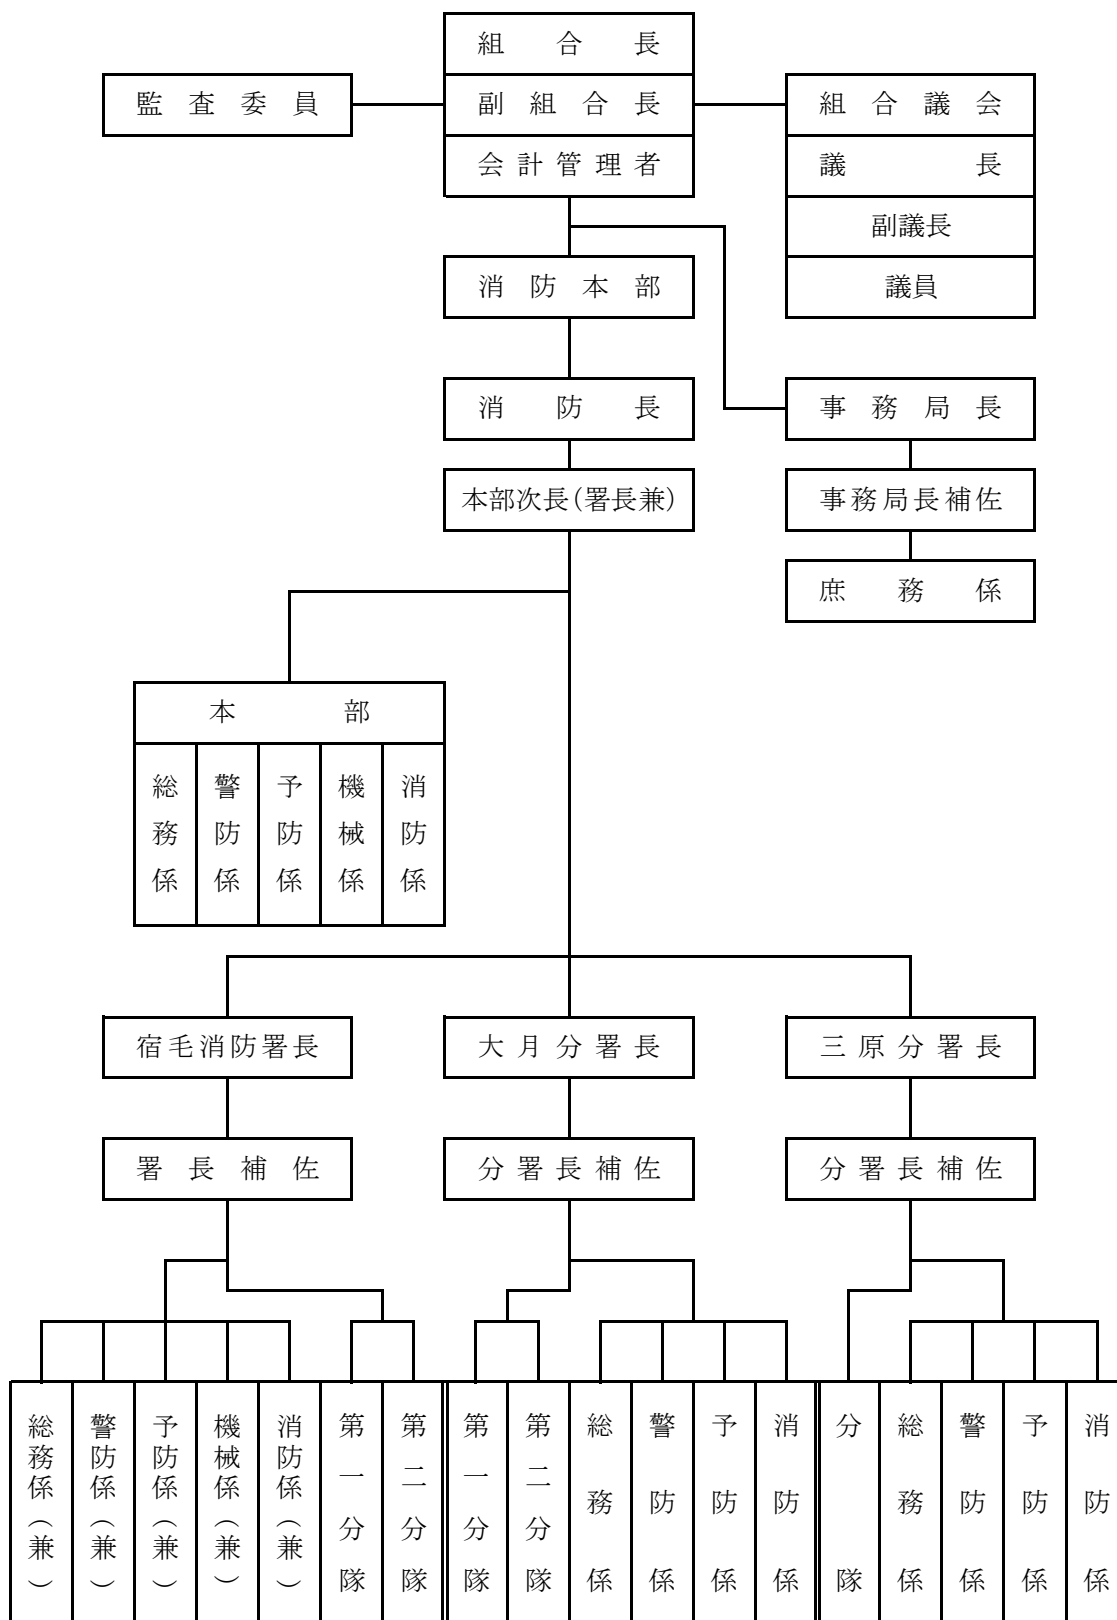 組合長
監査委員
副組合長
組合議会
会計管理者
議長
副議長
議員
消防本部
消防長
事務局長
本部次長(署長兼)
事務局長補佐
庶務係
本部
総務係
警防係
予防係
機械係
消防係
宿毛消防署長
大月分署長
三原分署長
署長補佐
分署長補佐
分署長補佐
総務係(兼)
警防係(兼)
予防係(兼)
機械係(兼)
消防係(兼)
第一分隊
第二分隊
第一分隊
第二分隊
総務係
警防係
予防係
消防係
分隊
総務係
警防係
予防係
消防係